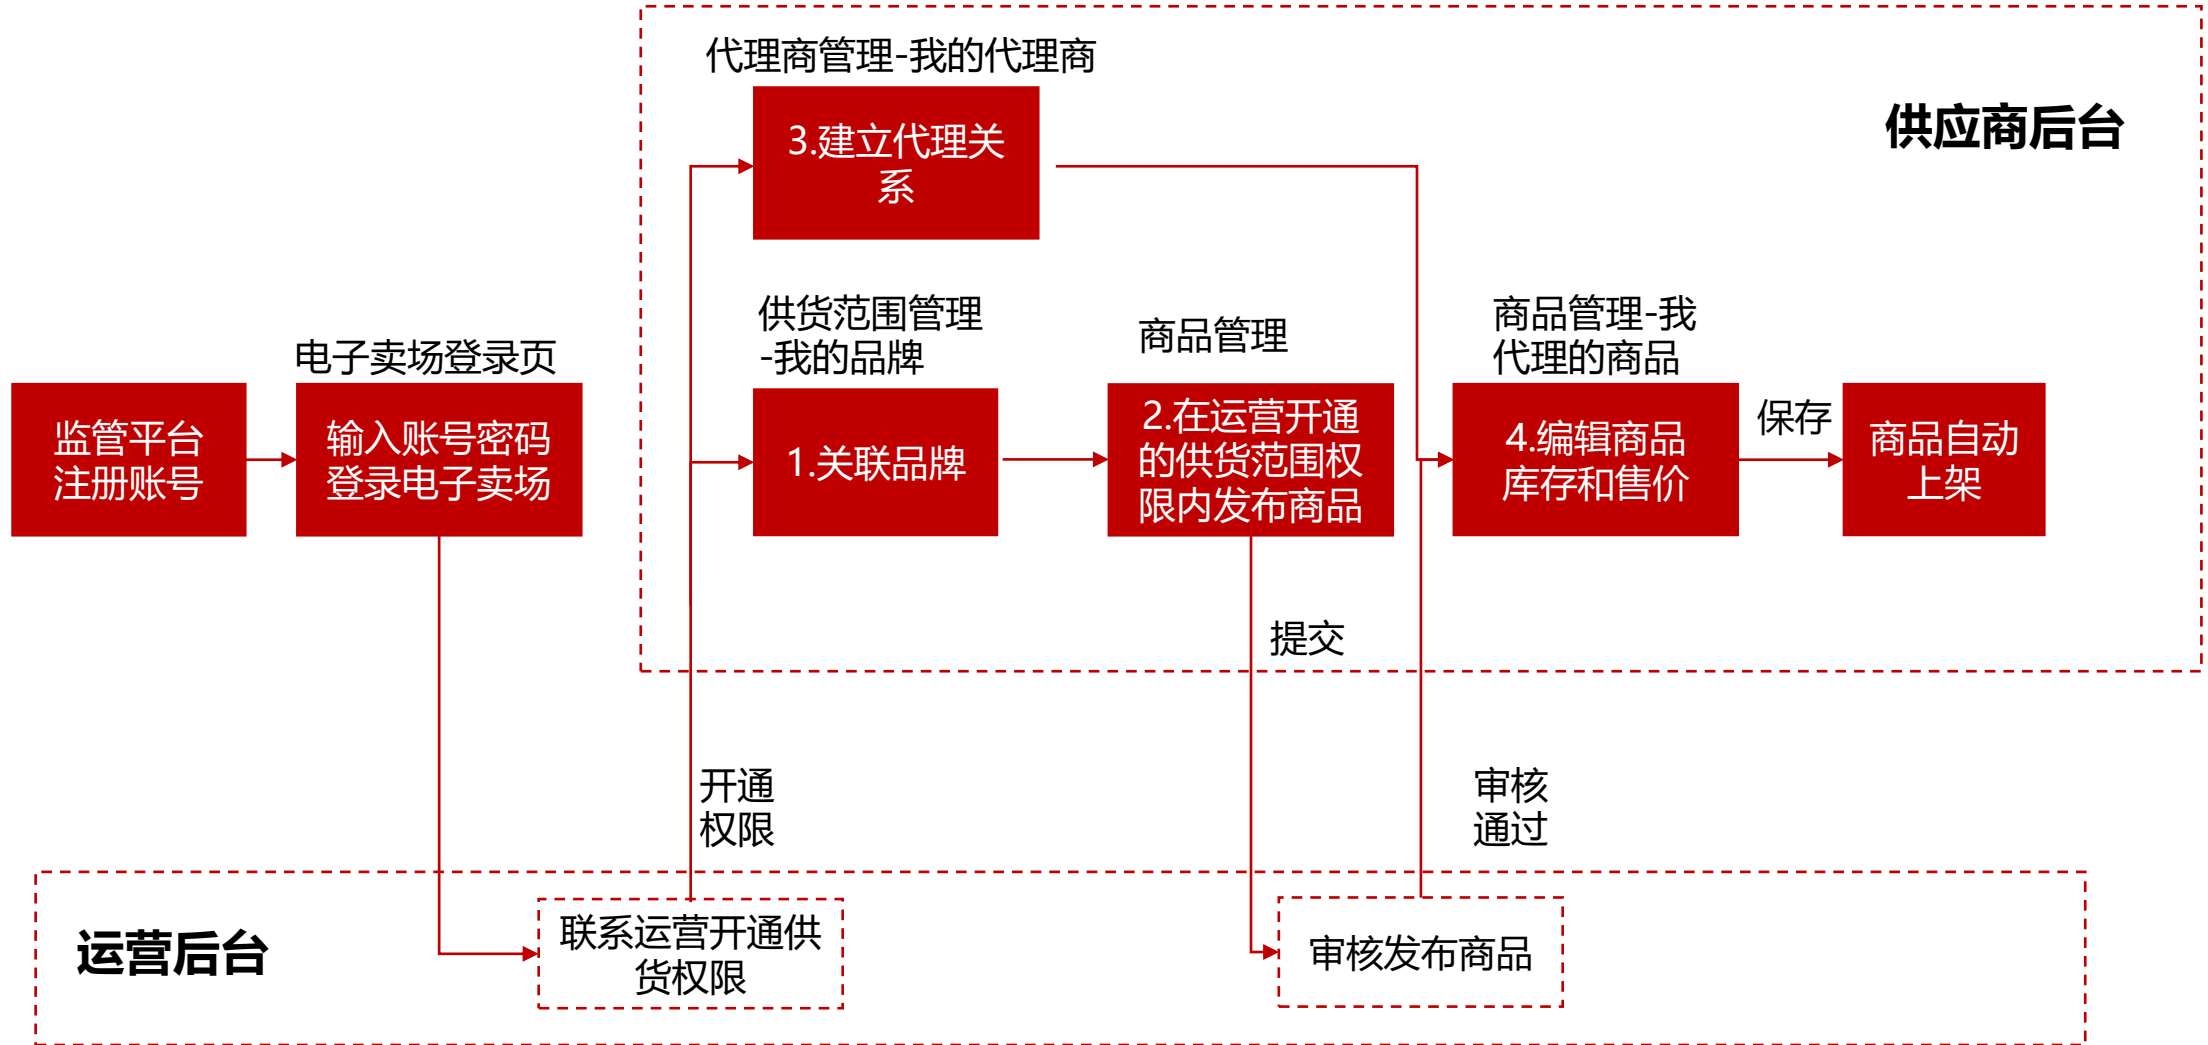 代理商管理-我的代理商
供应商后台
3.建立代理关
系
供货范围管理
-我的品牌
商品管理
商品管理-我
代理的商品
电子卖场登录页
监管平台
注册账号
输入账号密码
登录电子卖场
1.关联品牌
2.在运营开通
的供货范围权
限内发布商品
4.编辑商品
库存和售价
保存
商品自动
上架
提交
开通
权限
审核
通过
运营后台
联系运营开通供
货权限
审核发布商品